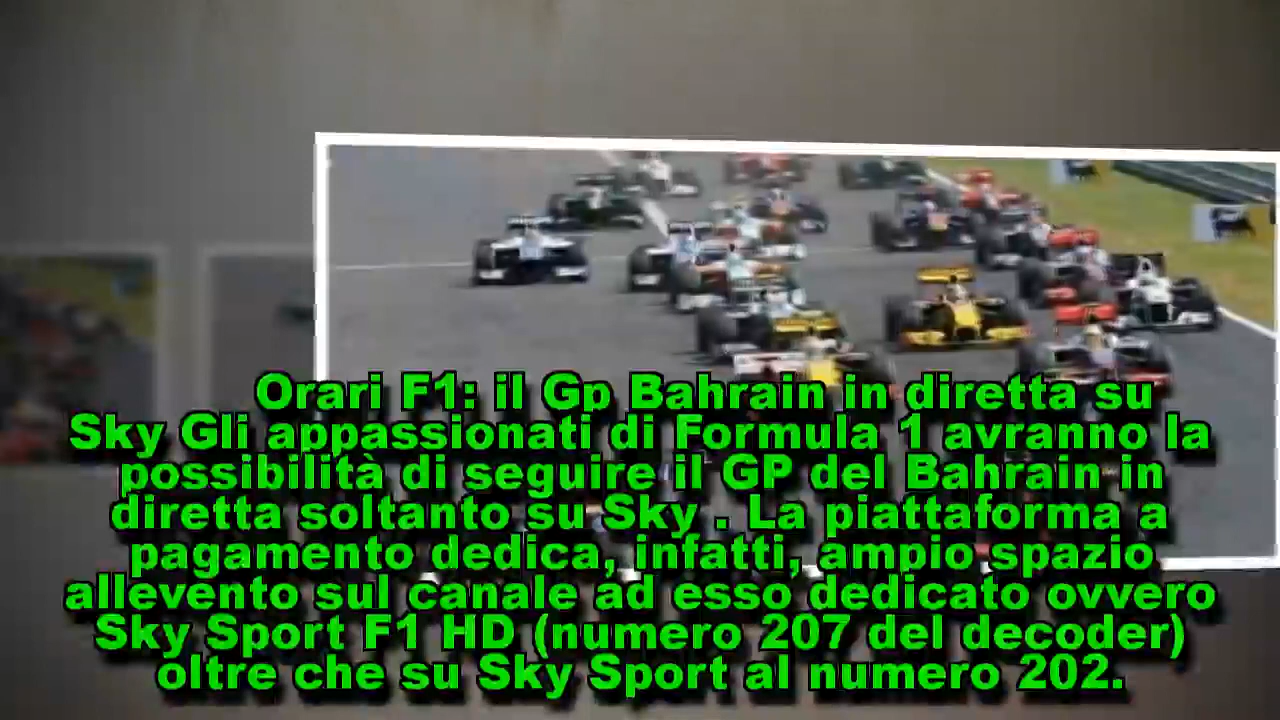 Orari F1: il Gp Bahrain in diretta su
Sky Gli appassionati di Formula 1 avranno la
possibilità di seguire il GP del Bahrain in
diretta soltanto su Sky . La piattaforma a
pagamento dedica, infatti, ampio spazio
allevento sul canale ad esso dedicato ovvero
Sky Sport F1 HD (numero 207 del decoder)
oltre che su Sky Sport al numero 202.